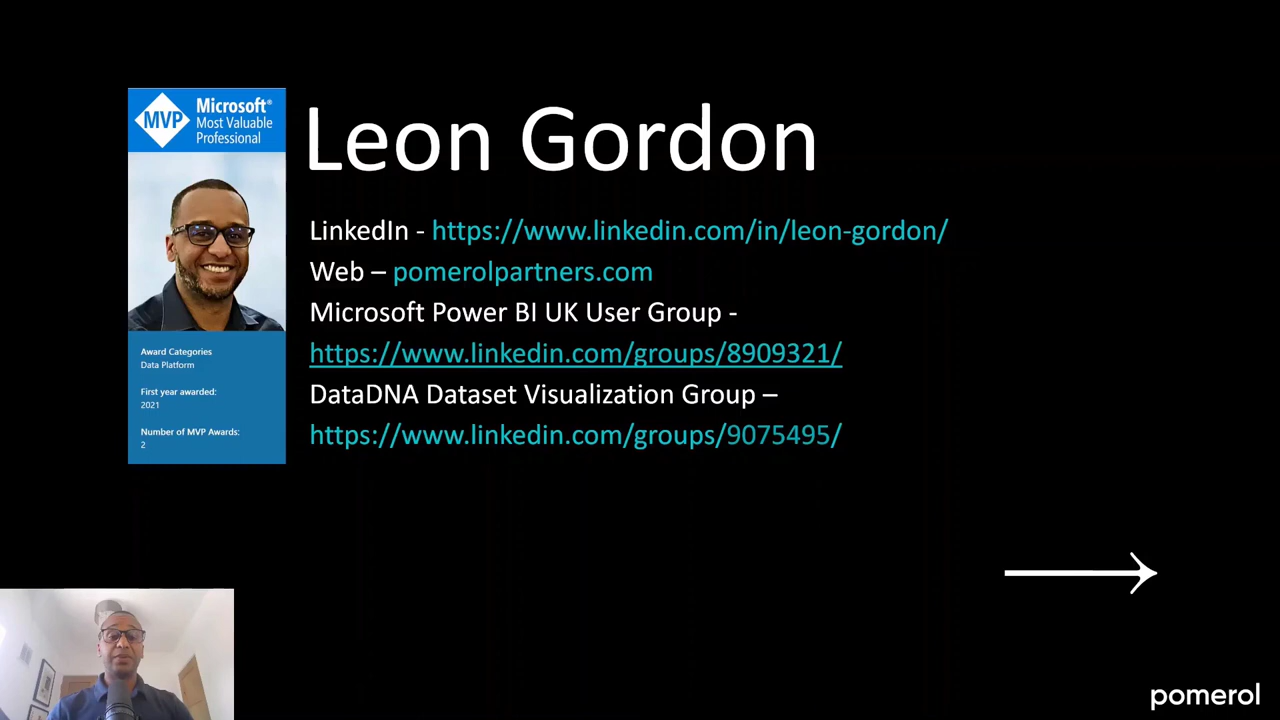 MVP
Microsoft®
Most Valuable
Professional
Leon Gordon
LinkedIn - https://www.linkedin.com/in/leon-gordon/
Web – pomerolpartners.com
Microsoft Power BI UK User Group -
https://www.linkedin.com/groups/8909321/
DataDNA Dataset Visualization Group –
https://www.linkedin.com/groups/9075495/
Award Categories
Data Platform
First year awarded:
2021
Number of MVP Awards:
2
pomerol